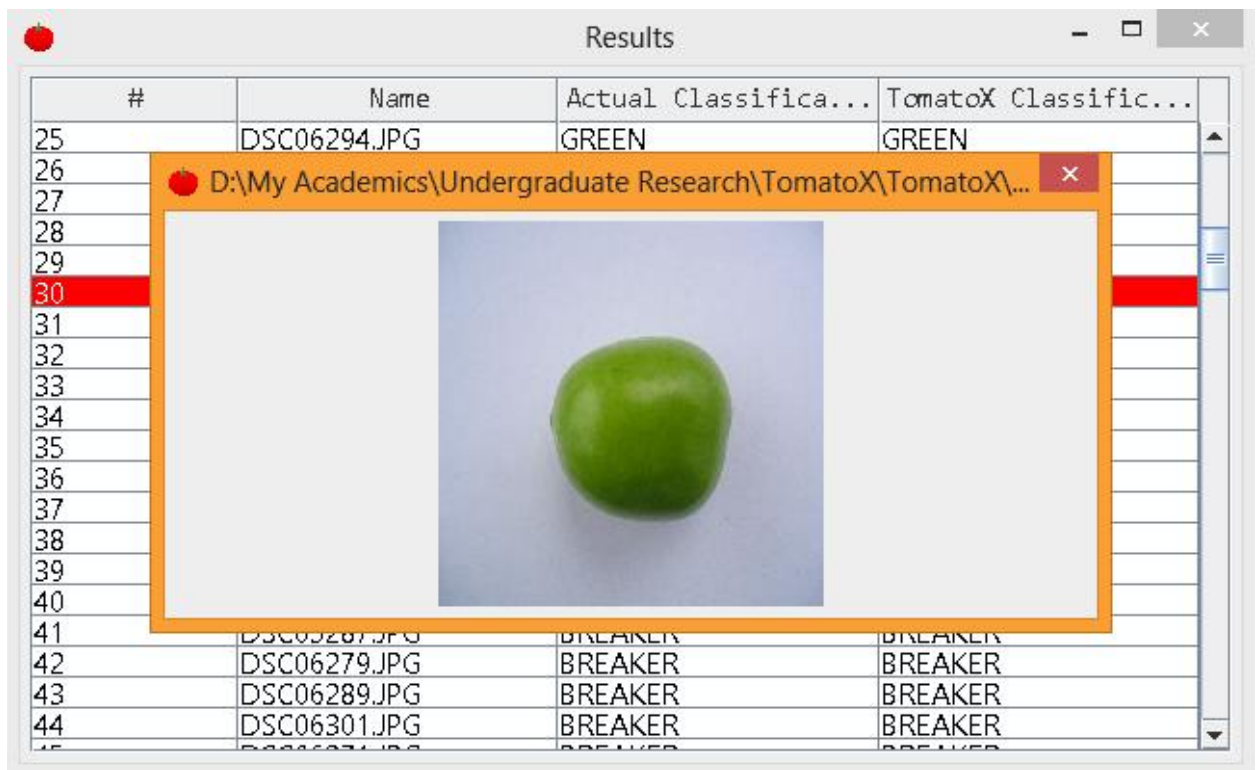 Results
# Name Actual Classifica... TomatoX Classific...
25 DSC06294.JPG GREEN GREEN
26
D:\My Academics\Undergraduate Research\TomatoX\TomatoX\...
27
28
29
30
31
32
33
34
35
36
37
38
39
40
41 BREAKER BREAKER
42 DSC06279.JPG BREAKER BREAKER
43 DSC06289.JPG BREAKER BREAKER
44 DSC06301.JPG BREAKER BREAKER